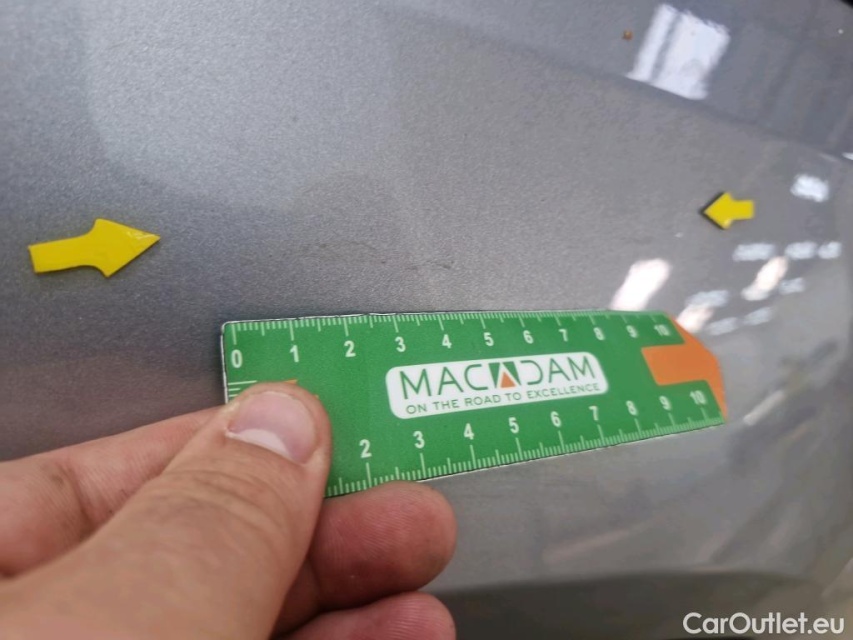 0 1 2 3 4 5 6 7 8 9 10
MACADAM
ON THE ROAD TO EXCELLENCE
2 3 4 5 6 7 8 9 10
CarOutlet.eu